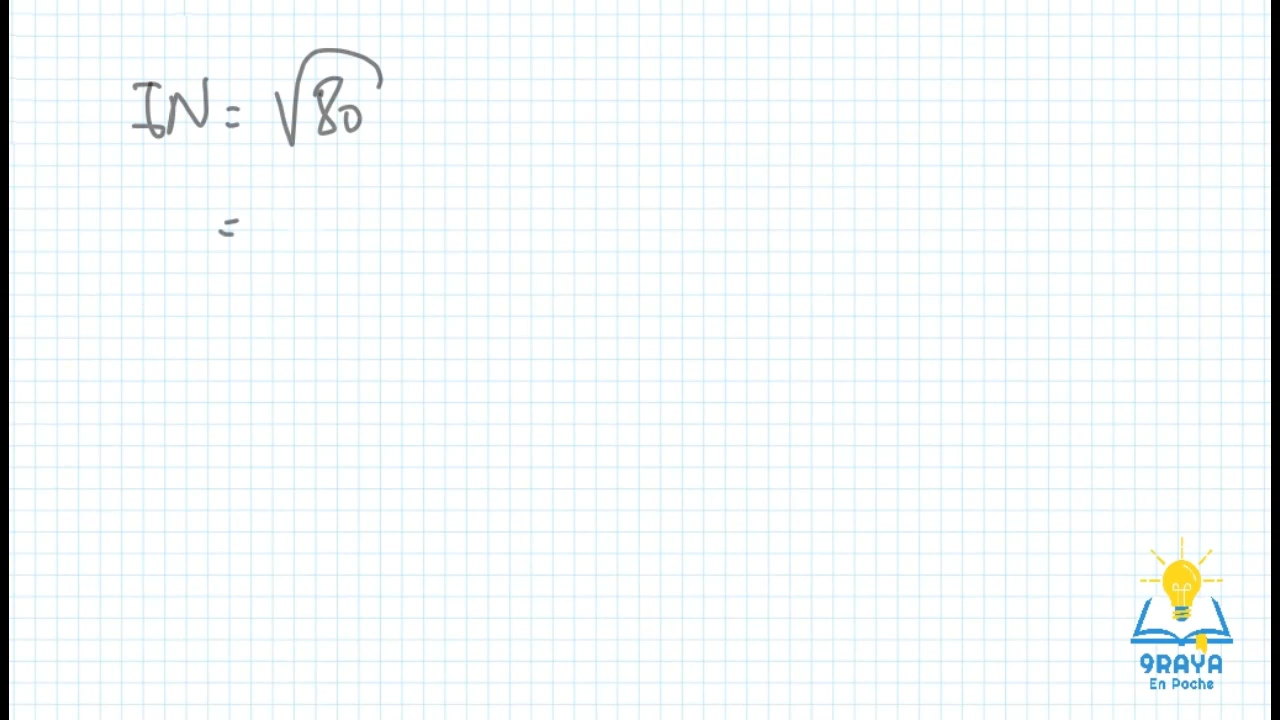 IN = √80
=
9RAYA
En Poche